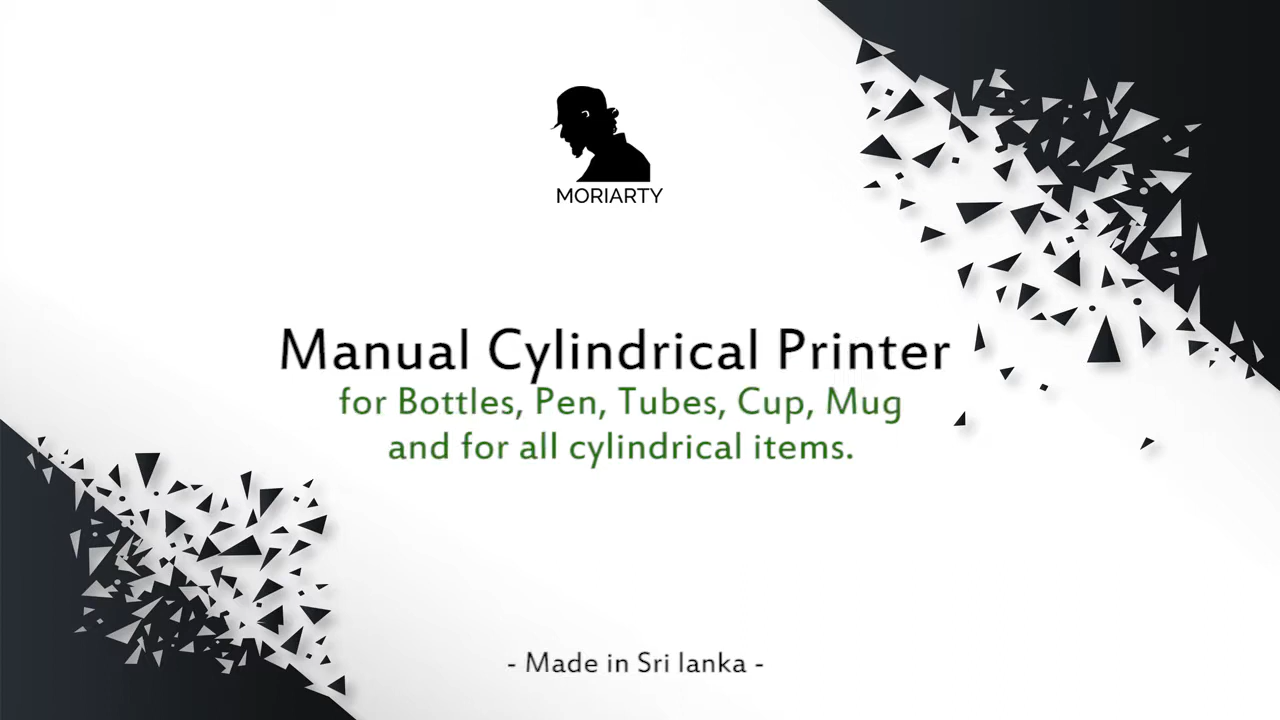 MORIARTY
Manual Cylindrical Printer
for Bottles, Pen, Tubes, Cup, Mug
and for all cylindrical items.
- Made in Sri lanka -